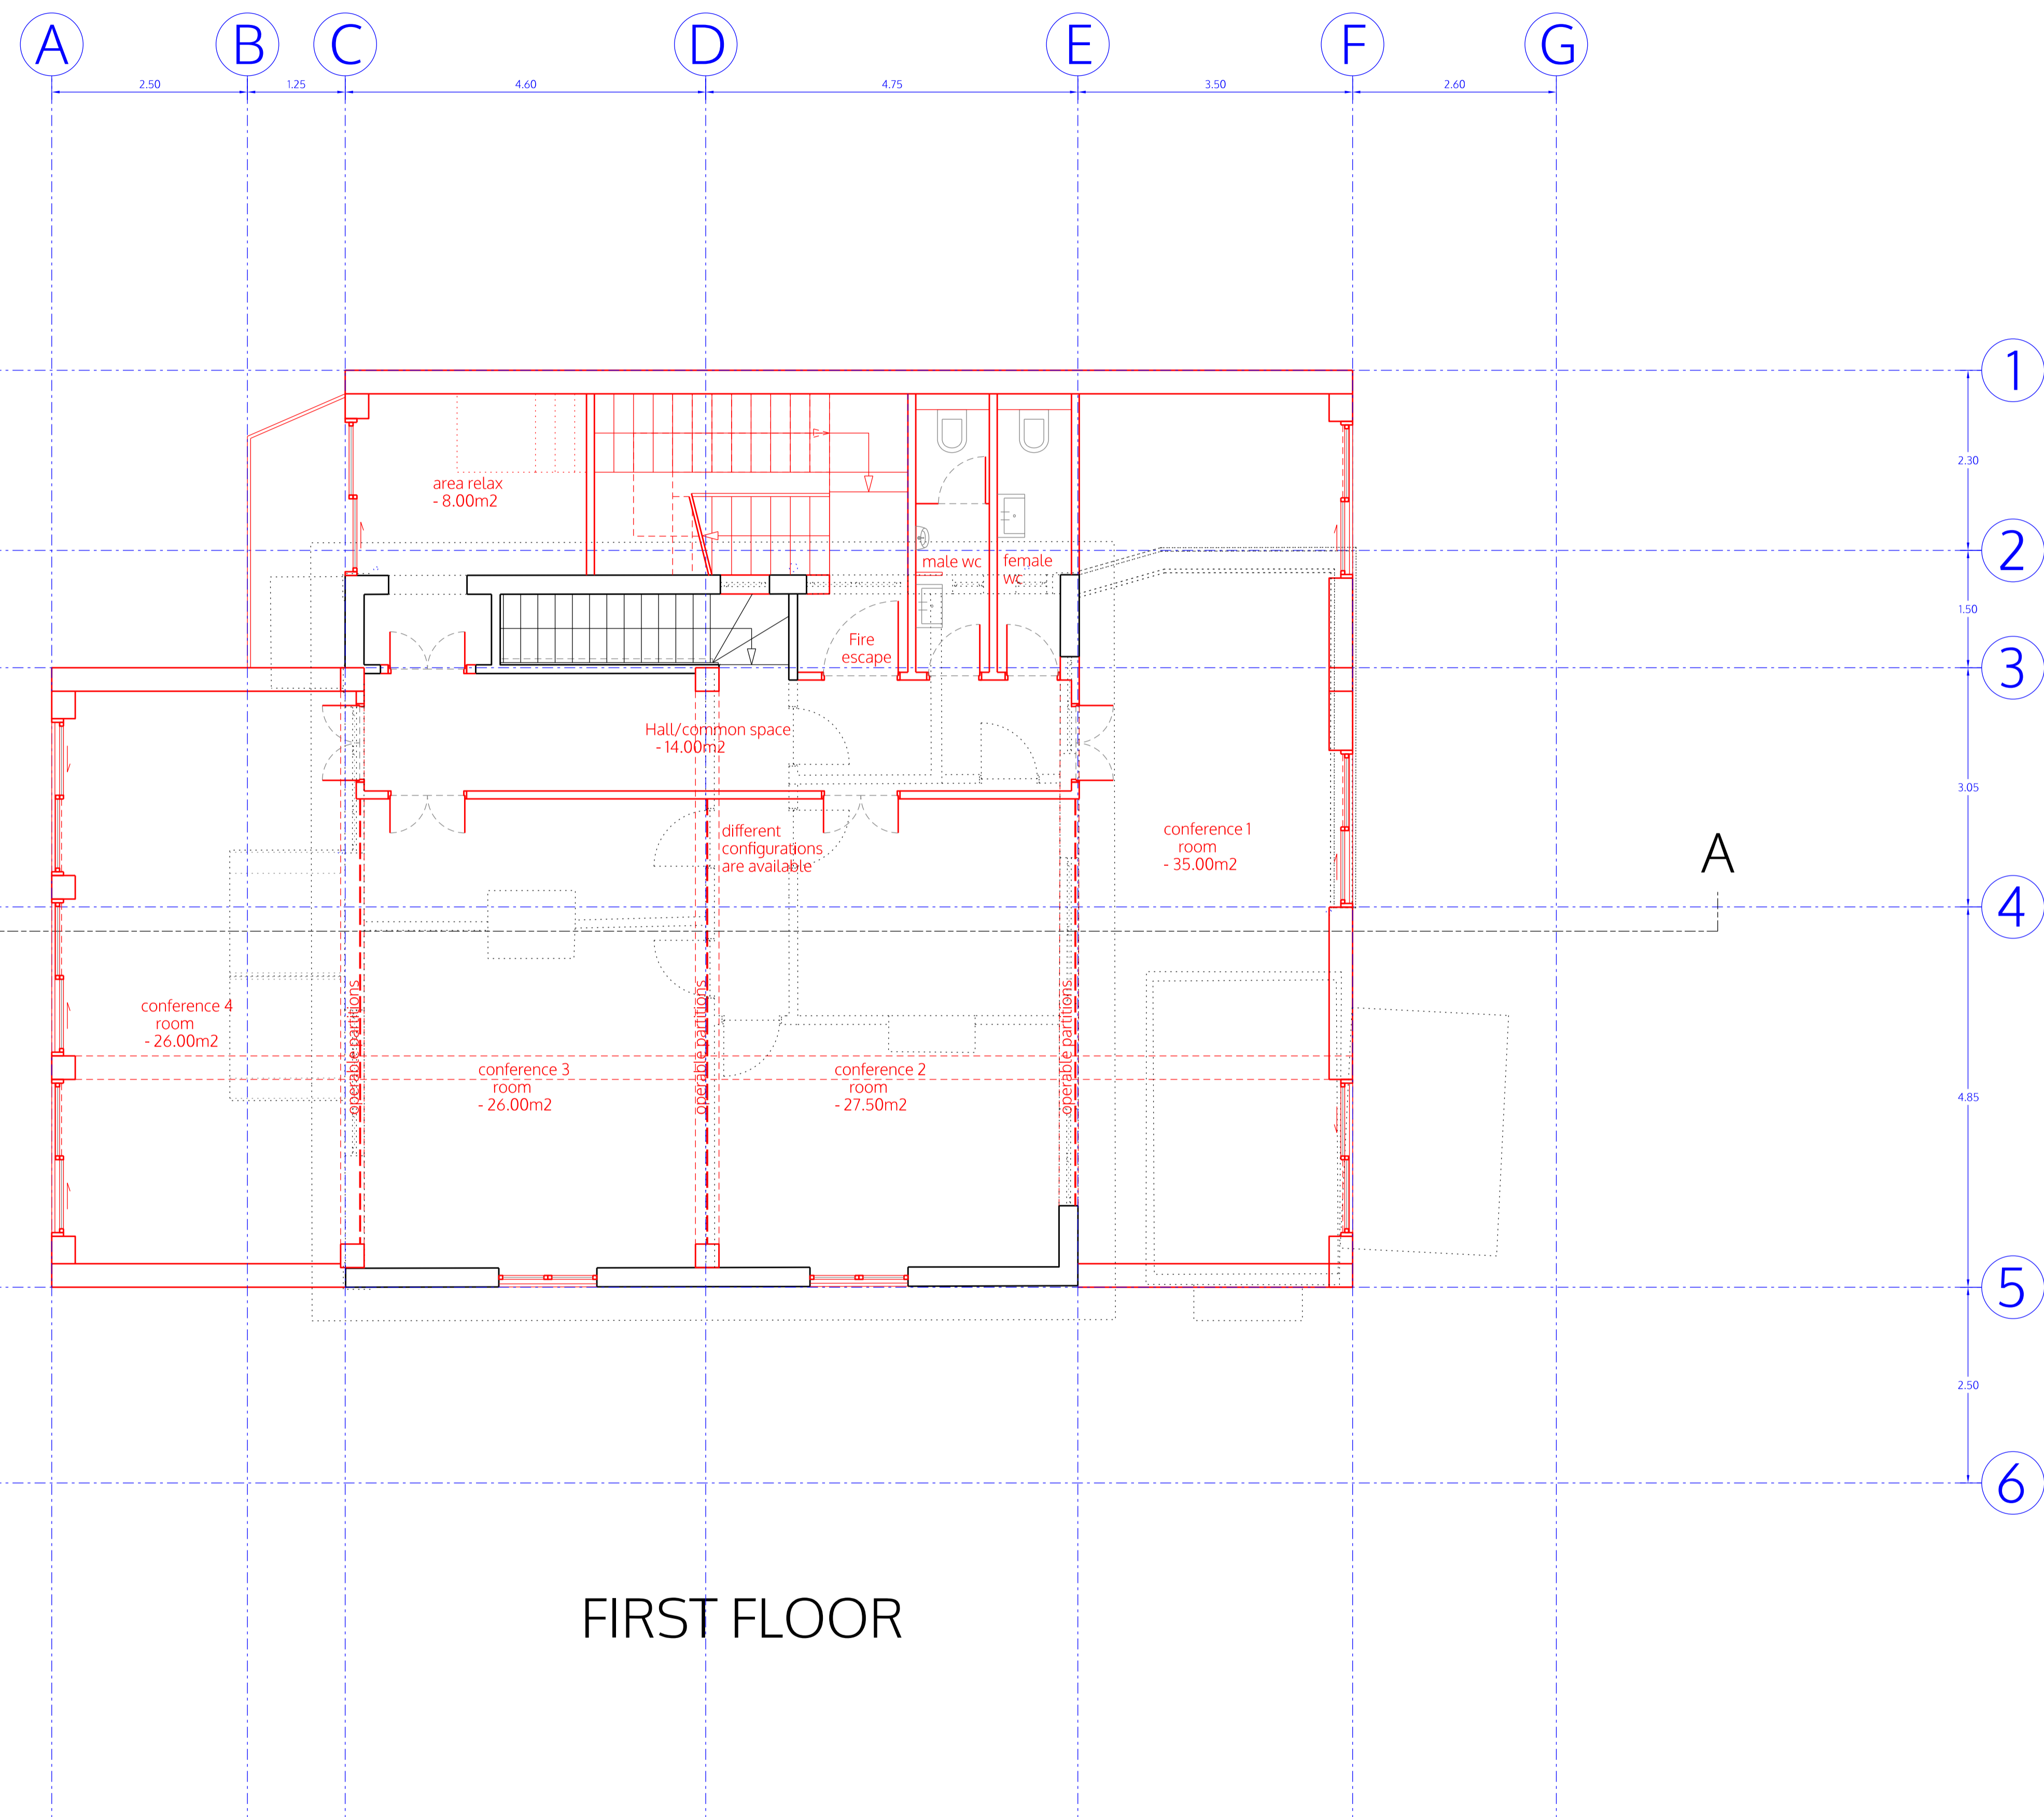 A B C D E F G
2.50 1.25 4.60 4.75 3.50 2.60
1
2.30
area relax
- 8.00m2
2
male wc
female
wc
1.50
Fire
escape
3
Hall/common space
- 14.00m2
3.05
different
configurations
are available
conference 1
room
- 35.00m2
A
4
conference 4
room
- 26.00m2
operable partitions
operable partitions
operable partitions
conference 3
room
- 26.00m2
conference 2
room
- 27.50m2
4.85
5
2.50
6
FIRST FLOOR